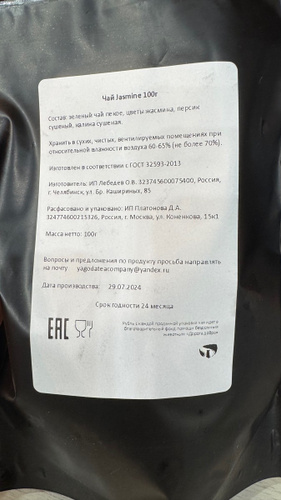 Чай Jasmine 100г
Состав: зеленый чай пекое, цветы жасмина, персик
сушеный, калина сушеная.
Хранить в сухих, чистых, вентилируемых помещениях при
относительной влажности воздуха 60-65% (не более 70%).
Изготовлен в соответствии с ГОСТ 32593-2013
Изготовитель: ИП Лебедев О.В. 323745600075400, Россия,
г. Челябинск, ул. Бр. Кашириных, 85
Расфасовано и упаковано: ИП Платонова Д.А.
324774600215326, Россия, г. Москва, ул. Коненкова, 15к1
Масса нетто: 100г
Вопросы и предложения по продукту просьба направлять
на почту yagodateacompany@yandex.ru
Дата производства: 29.07.2024
Срок годности 24 месяца
EAC